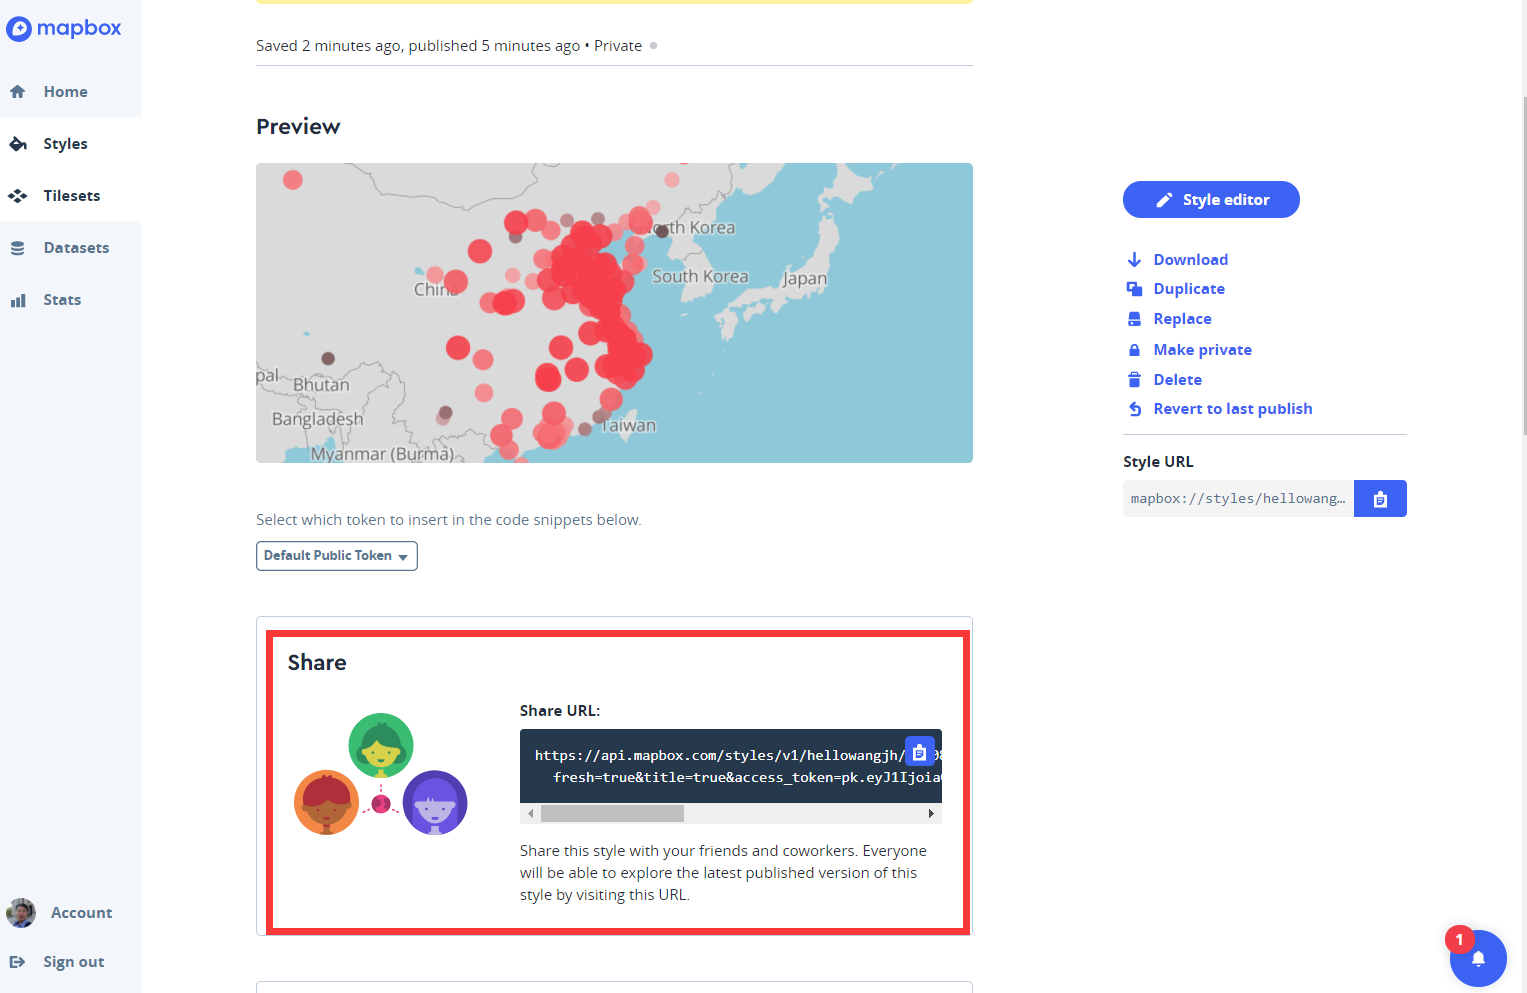 mapbox
Home
Styles
Tilesets
Datasets
Stats
Account
Sign out
Saved 2 minutes ago, published 5 minutes ago • Private
Preview
North Korea
South Korea
Japan
China
pal
Bhutan
Bangladesh
Taiwan
Myanmar (Burma)
Select which token to insert in the code snippets below.
Default Public Token
Share
Share URL:
https://api.mapbox.com/styles/v1/hellowangjh/
fresh=true&title=true&access_token=pk.eyJ1Ijoia
Share this style with your friends and coworkers. Everyone
will be able to explore the latest published version of this
style by visiting this URL.
Style editor
Download
Duplicate
Replace
Make private
Delete
Revert to last publish
Style URL
mapbox://styles/hellowang…
1